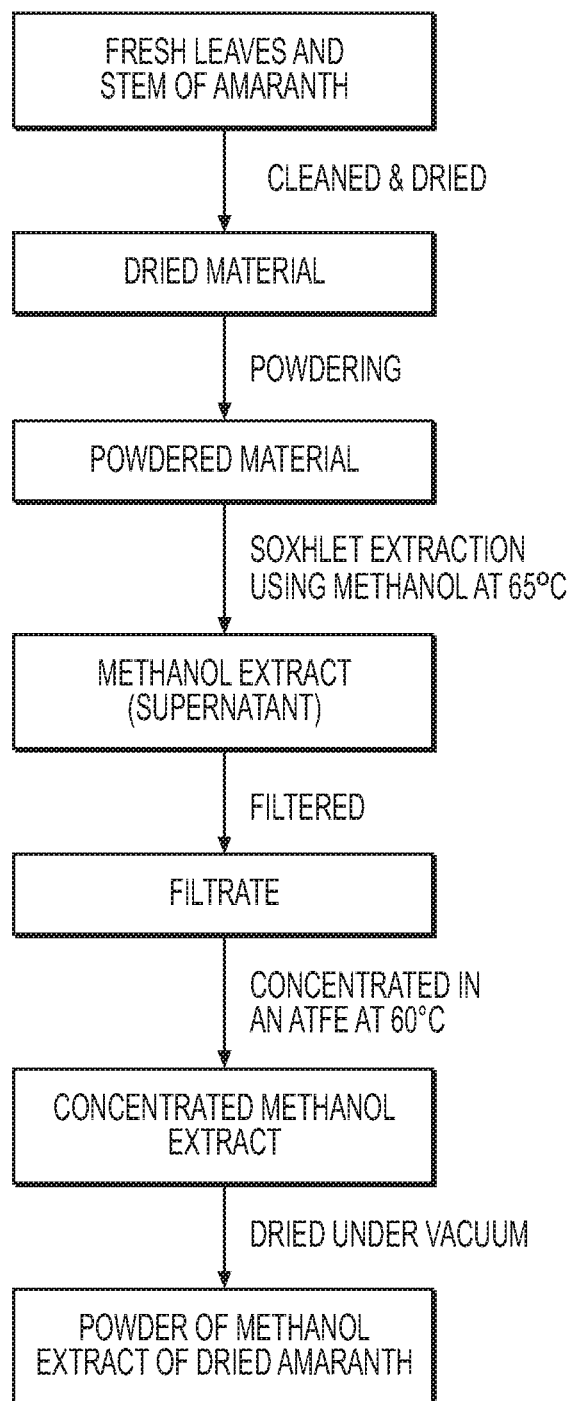 FRESH LEAVES AND
STEM OF AMARANTH
CLEANED & DRIED
DRIED MATERIAL
POWDERING
POWDERED MATERIAL
SOXHLET EXTRACTION
USING METHANOL AT 65ºC
METHANOL EXTRACT
(SUPERNATANT)
FILTERED
FILTRATE
CONCENTRATED IN
AN ATFE AT 60°C
CONCENTRATED METHANOL
EXTRACT
DRIED UNDER VACUUM
POWDER OF METHANOL
EXTRACT OF DRIED AMARANTH